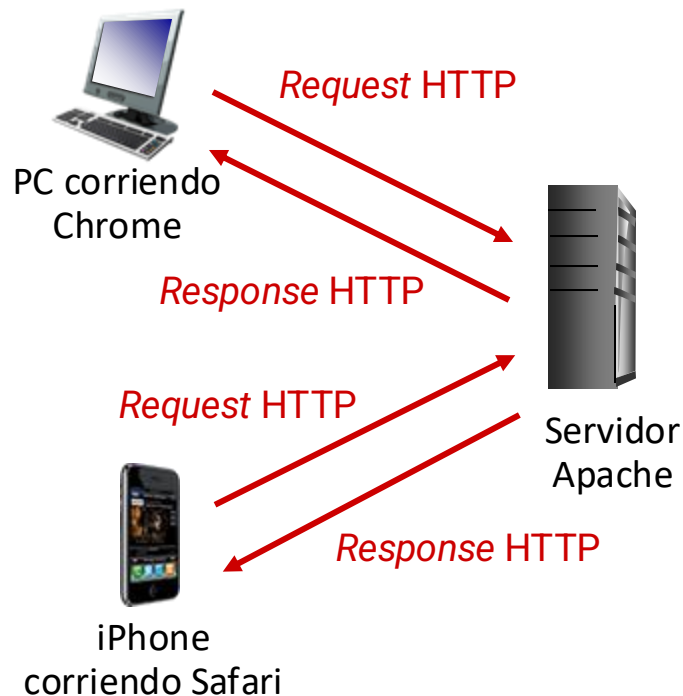 Request HTTP
PC corriendo
Chrome
Response HTTP
Request HTTP
Servidor
Apache
Response HTTP
iPhone
corriendo Safari